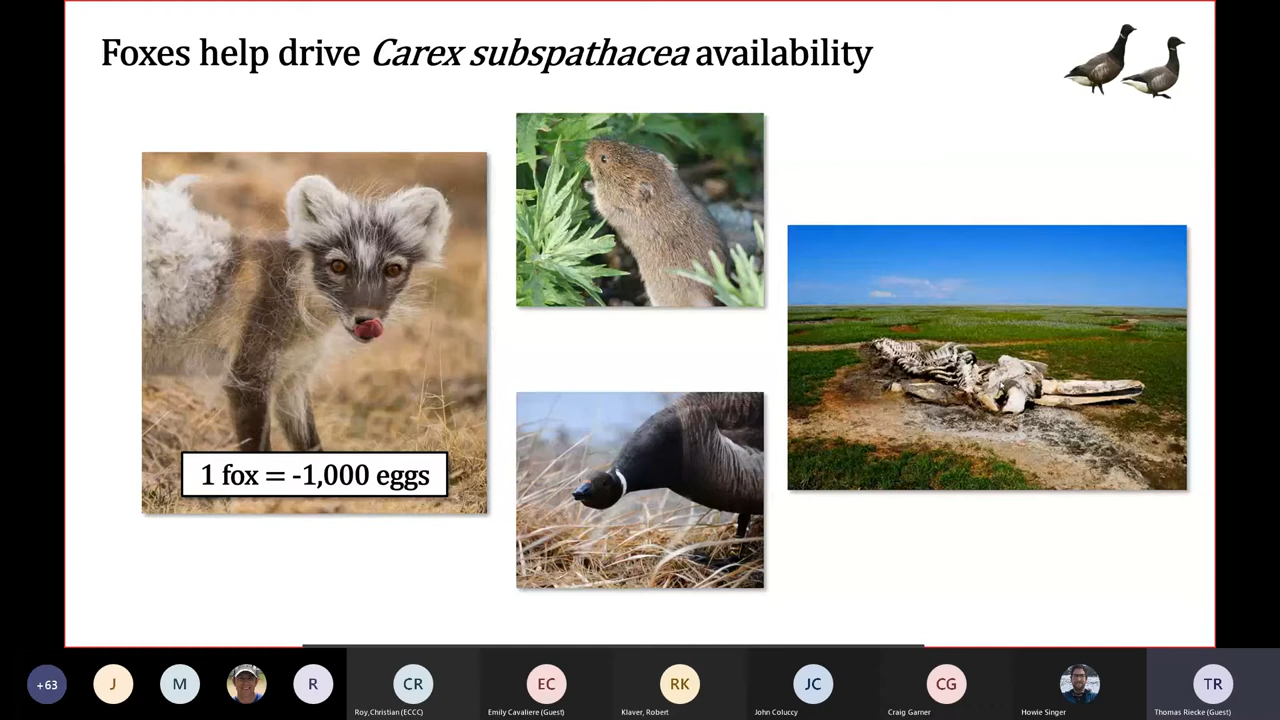 Foxes help drive Carex subspathacea availability
1 fox = -1,000 eggs
+63
J
M
R
CR
EC
RK
JC
CG
TR
Roy,Christian (ECCC)
Emily Cavaliere (Guest)
Klaver, Robert
John Coluccy
Craig Garner
Howie Singer
Thomas Riecke (Guest)